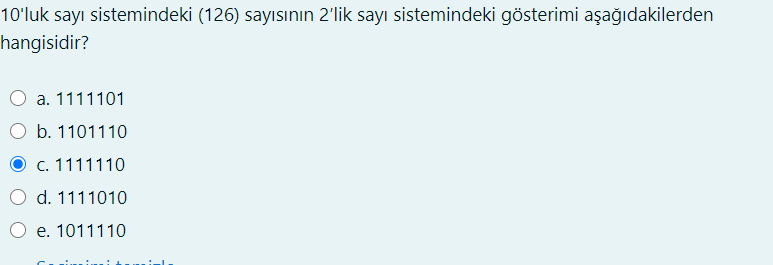 10'luk sayı sistemindeki (126) sayısının 2'lik sayı sistemindeki gösterimi aşağıdakilerden
hangisidir?
a. 1111101
b. 1101110
c. 1111110
d. 1111010
e. 1011110